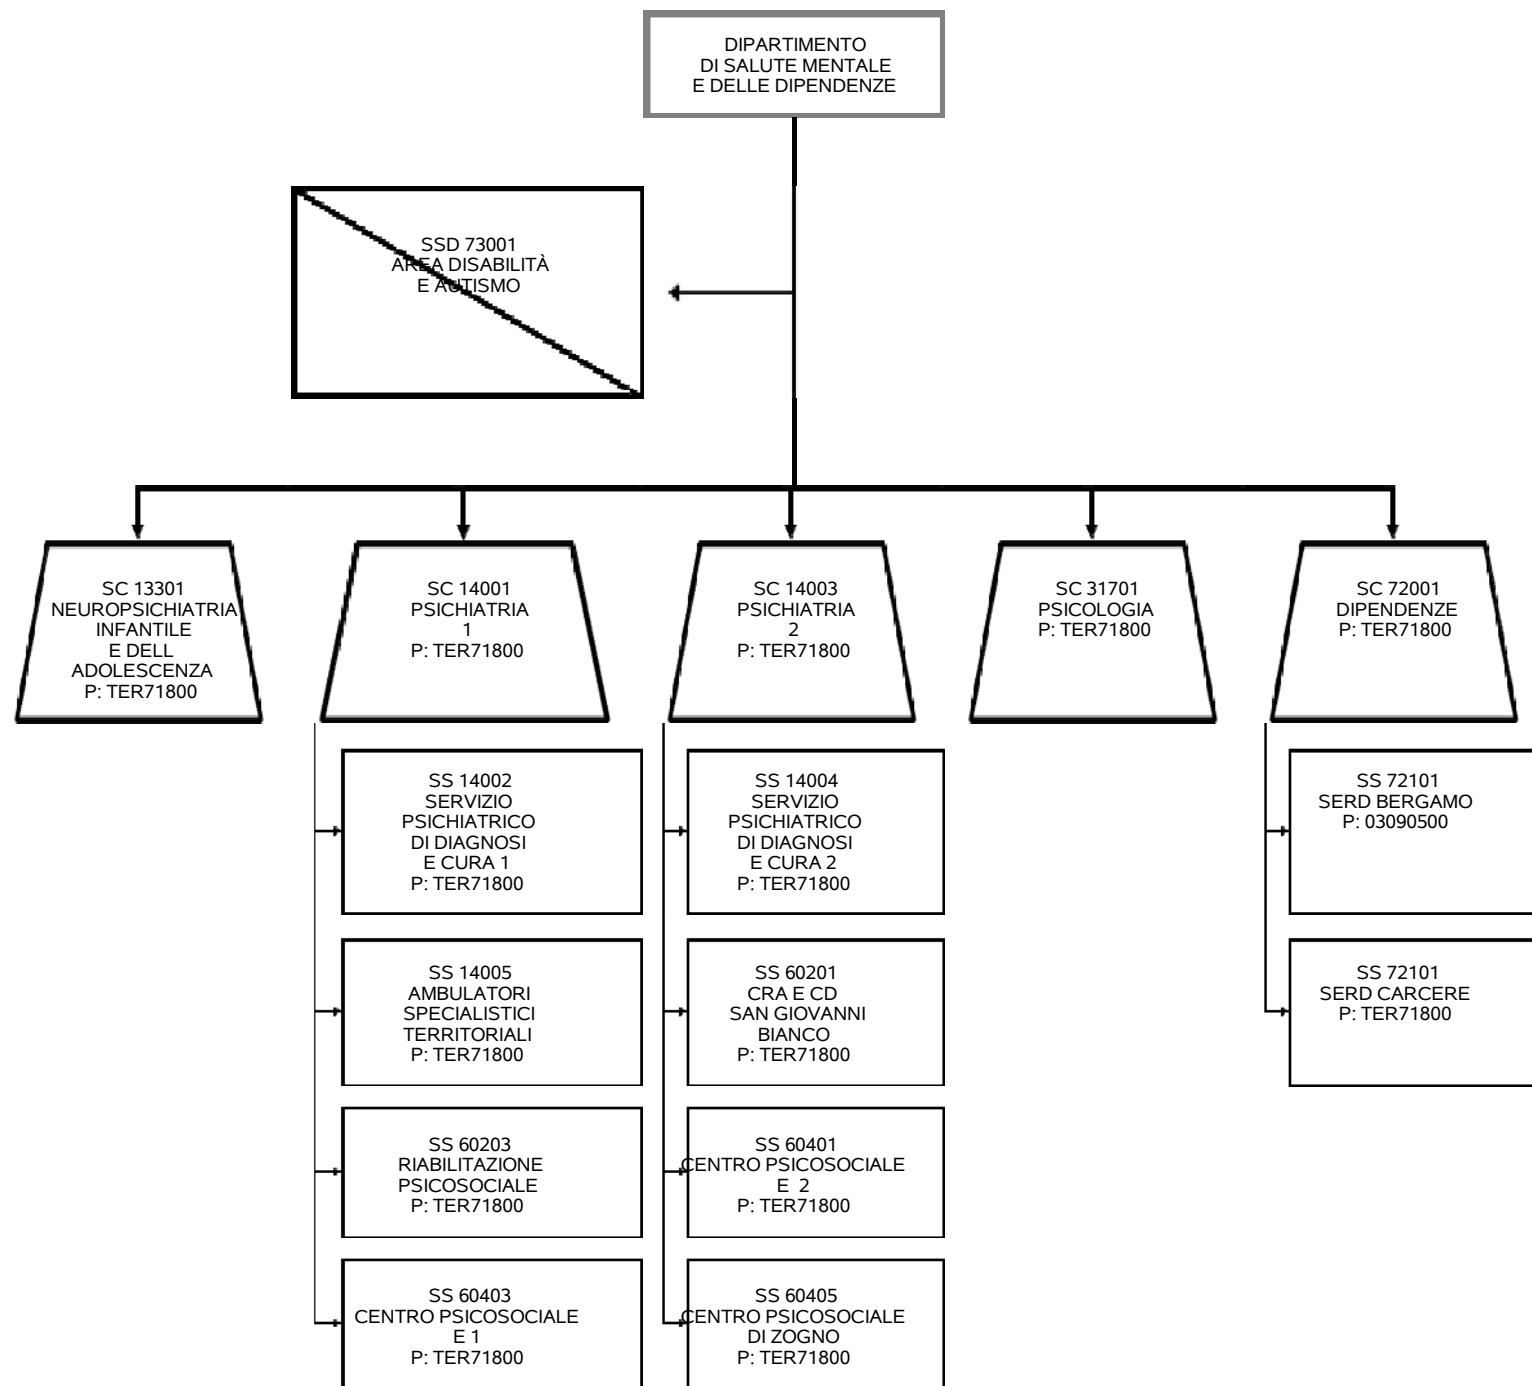 DIPARTIMENTO
DI SALUTE MENTALE
E DELLE DIPENDENZE
SSD 73001
AREA DISABILITÀ
E AUTISMO
SC 13301
NEUROPSICHIATRIA
INFANTILE
E DELL
ADOLESCENZA
P: TER71800
SC 14001
PSICHIATRIA
1
P: TER71800
SC 14003
PSICHIATRIA
2
P: TER71800
SC 31701
PSICOLOGIA
P: TER71800
SC 72001
DIPENDENZE
P: TER71800
SS 14002
SERVIZIO
PSICHIATRICO
DI DIAGNOSI
E CURA 1
P: TER71800
SS 14004
SERVIZIO
PSICHIATRICO
DI DIAGNOSI
E CURA 2
P: TER71800
SS 72101
SERD BERGAMO
P: 03090500
SS 14005
AMBULATORI
SPECIALISTICI
TERRITORIALI
P: TER71800
SS 60201
CRA E CD
SAN GIOVANNI
BIANCO
P: TER71800
SS 72101
SERD CARCERE
P: TER71800
SS 60203
RIABILITAZIONE
PSICOSOCIALE
P: TER71800
SS 60401
CENTRO PSICOSOCIALE
E 2
P: TER71800
SS 60403
CENTRO PSICOSOCIALE
E 1
P: TER71800
SS 60405
CENTRO PSICOSOCIALE
DI ZOGNO
P: TER71800